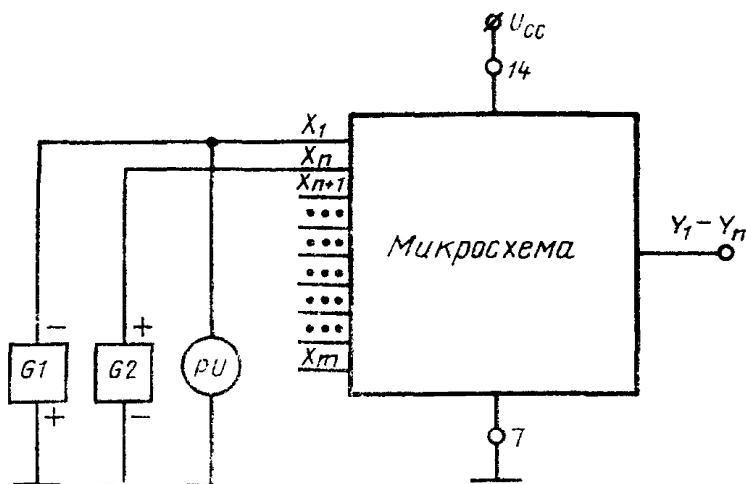 U_CC
14
X_1
X_n
X_n+1
•••
•••
•••
•••
•••
X_m
Микросхема
Y_1 – Y_n
–
+
G1
G2
PU
+
–
7